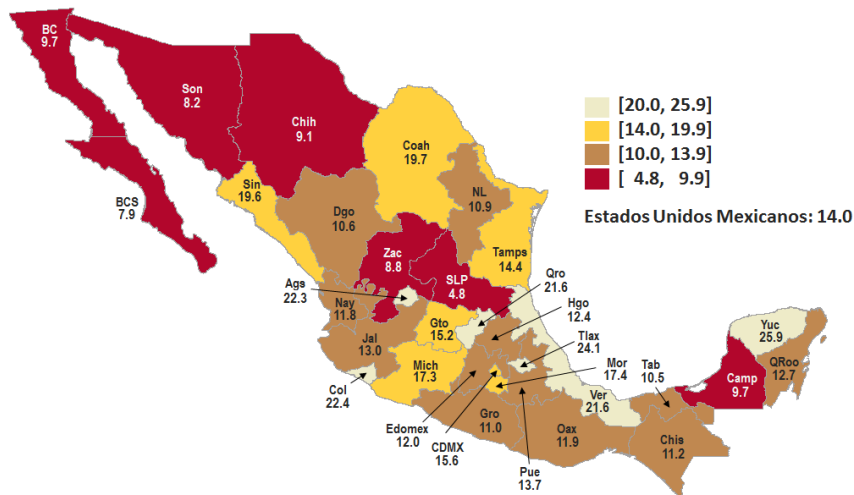 BC
9.7
Son
8.2
Chih
9.1
Coah
19.7
[20.0, 25.9]
[14.0, 19.9]
[10.0, 13.9]
[ 4.8, 9.9]
Estados Unidos Mexicanos: 14.0
BCS
7.9
Sin
19.6
Dgo
10.6
NL
10.9
Tamps
14.4
Zac
8.8
SLP
4.8
Ags
22.3
Qro
21.6
Hgo
12.4
Nay
11.8
Gto
15.2
Tlax
24.1
Jal
13.0
Mich
17.3
Mor
17.4
Tab
10.5
Yuc
25.9
QRoo
12.7
Camp
9.7
Col
22.4
Ver
21.6
Edomex
12.0
CDMX
15.6
Gro
11.0
Pue
13.7
Oax
11.9
Chis
11.2